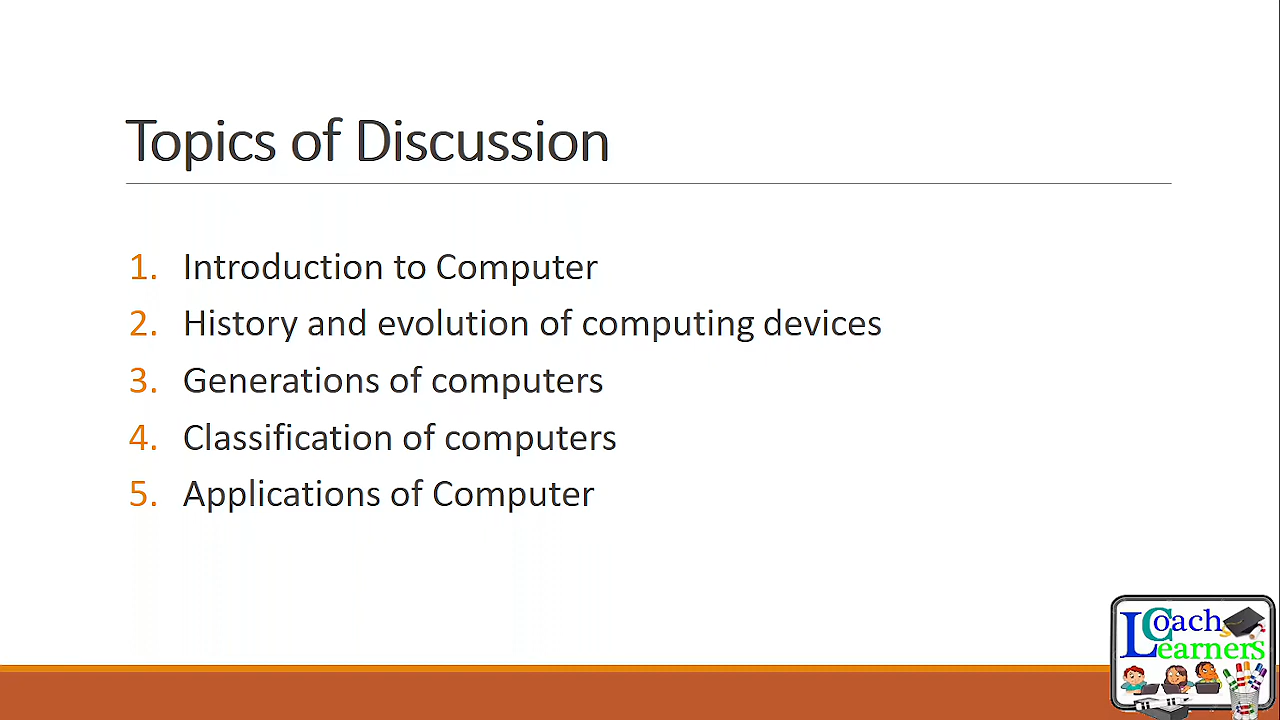 Topics of Discussion
1. Introduction to Computer
2. History and evolution of computing devices
3. Generations of computers
4. Classification of computers
5. Applications of Computer
Coach
Learners